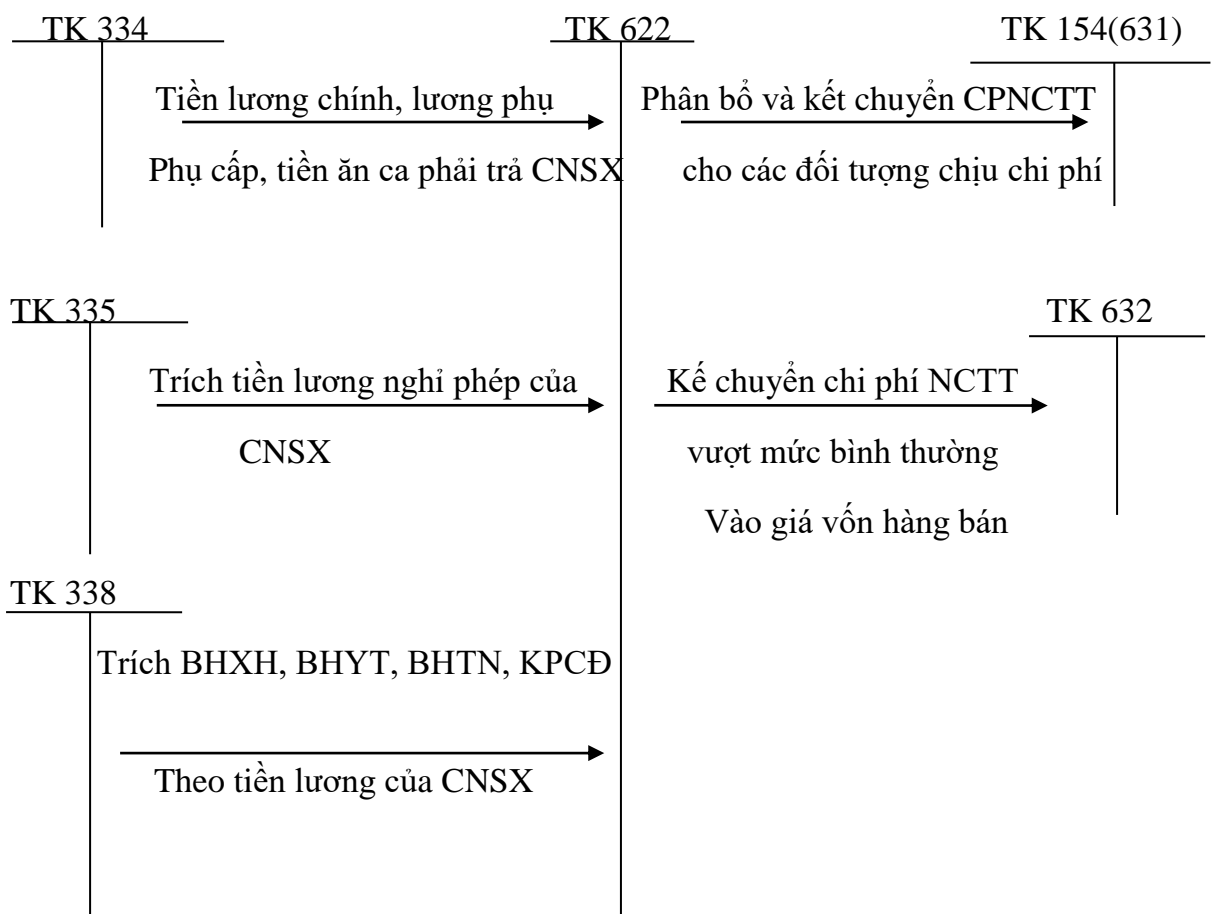 TK 334
TK 622
TK 154(631)
Tiền lương chính, lương phụ
Phân bổ và kết chuyển CPNCTT
Phụ cấp, tiền ăn ca phải trả CNSX
cho các đối tượng chịu chi phí
TK 335
TK 632
Trích tiền lương nghỉ phép của
Kế chuyển chi phí NCTT
CNSX
vượt mức bình thường
Vào giá vốn hàng bán
TK 338
Trích BHXH, BHYT, BHTN, KPCĐ
Theo tiền lương của CNSX